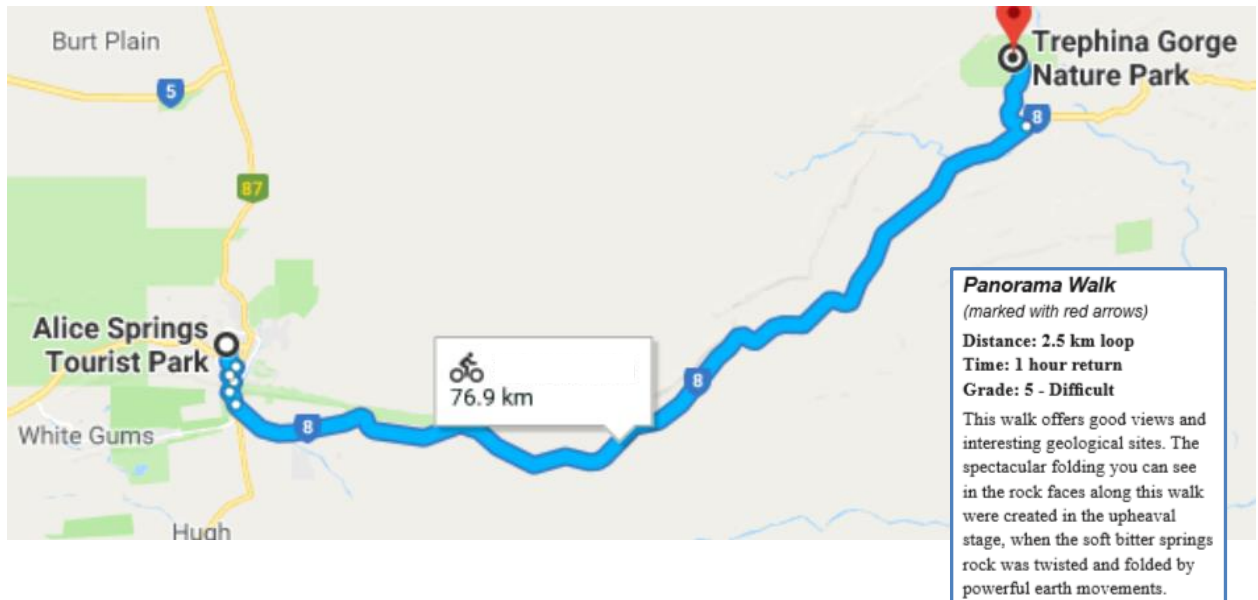 Burt Plain
5
87
Trephina Gorge
Nature Park
8
Alice Springs
Tourist Park
76.9 km
8
8
White Gums
Hugh
Panorama Walk
(marked with red arrows)
Distance: 2.5 km loop
Time: 1 hour return
Grade: 5 - Difficult
This walk offers good views and
interesting geological sites. The
spectacular folding you can see
in the rock faces along this walk
were created in the upheaval
stage, when the soft bitter springs
rock was twisted and folded by
powerful earth movements.